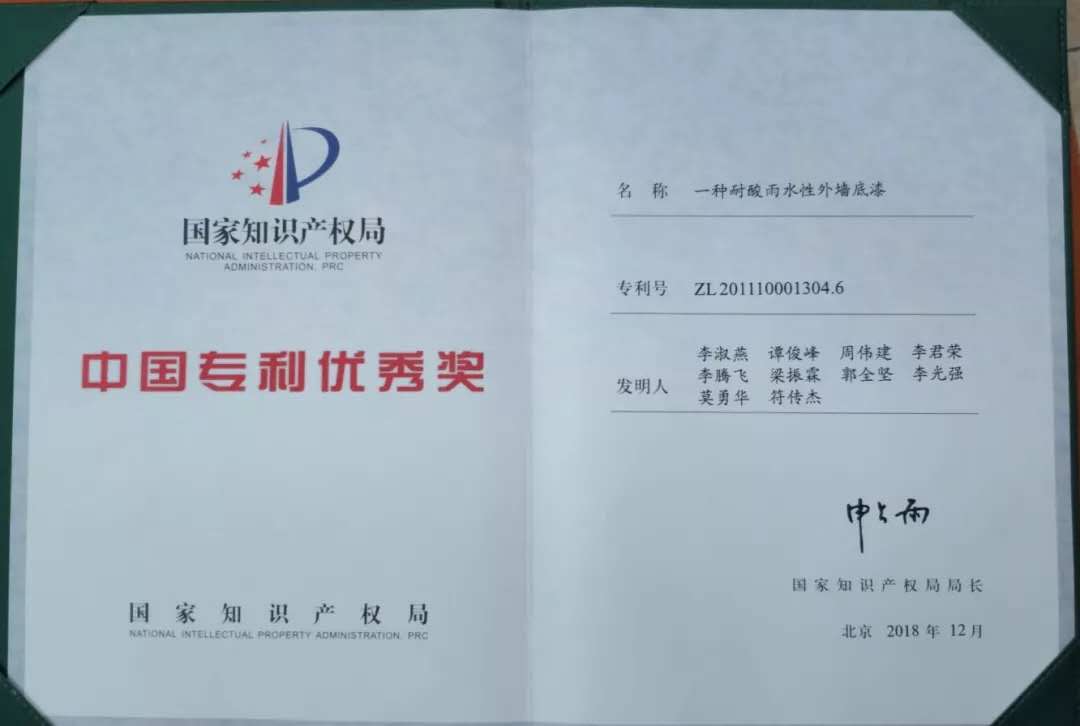 国家知识产权局
NATIONAL INTELLECTUAL PROPERTY
ADMINISTRATION, PRC
中国专利优秀奖
国家知识产权局
NATIONAL INTELLECTUAL PROPERTY ADMINISTRATION, PRC
名 称 一种耐酸雨水性外墙底漆
专利号 ZL 201110001304.6
李淑燕 谭俊峰 周伟建 李君荣
李腾飞 梁振霖 郭全坚 李光强
发明人
莫勇华 符传杰
申长雨
国家知识产权局局长
北京 2018 年 12 月